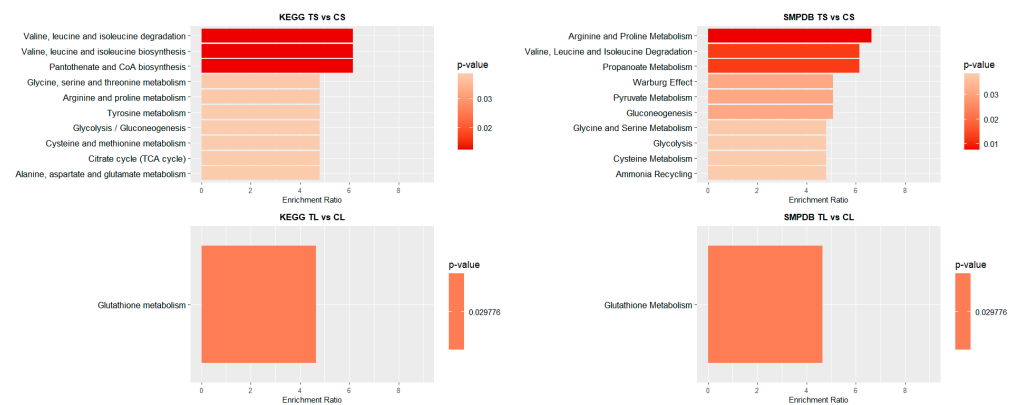 KEGG TS vs CS
Valine, leucine and isoleucine degradation
Valine, leucine and isoleucine biosynthesis
Pantothenate and CoA biosynthesis
Glycine, serine and threonine metabolism
Arginine and proline metabolism
Tyrosine metabolism
Glycolysis / Gluconeogenesis
Cysteine and methionine metabolism
Citrate cycle (TCA cycle)
Alanine, aspartate and glutamate metabolism
0 2 4 6 8
Enrichment Ratio
p-value
0.03
0.02
SMPDB TS vs CS
Arginine and Proline Metabolism
Valine, Leucine and Isoleucine Degradation
Propanoate Metabolism
Warburg Effect
Pyruvate Metabolism
Gluconeogenesis
Glycine and Serine Metabolism
Glycolysis
Cysteine Metabolism
Ammonia Recycling
0 2 4 6 8
Enrichment Ratio
p-value
0.03
0.02
0.01
KEGG TL vs CL
Glutathione metabolism
0 2 4 6 8
Enrichment Ratio
p-value
0.029776
SMPDB TL vs CL
Glutathione Metabolism
0 2 4 6 8
Enrichment Ratio
p-value
0.029776